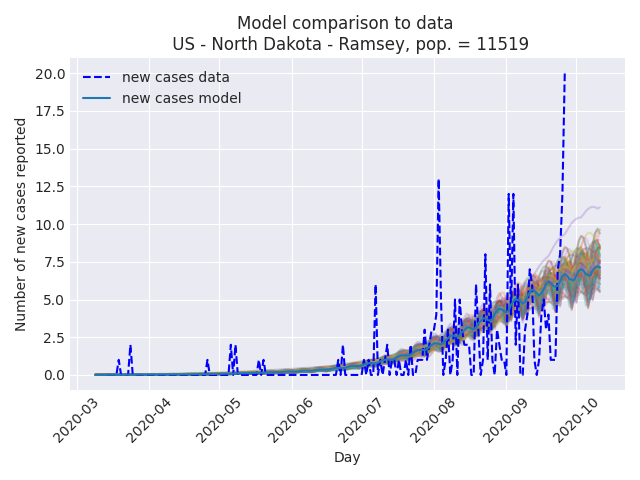 Model comparison to data
US - North Dakota - Ramsey, pop. = 11519
new cases data
new cases model
Number of new cases reported
20.0
17.5
15.0
12.5
10.0
7.5
5.0
2.5
0.0
2020-03
2020-04
2020-05
2020-06
2020-07
2020-08
2020-09
2020-10
Day